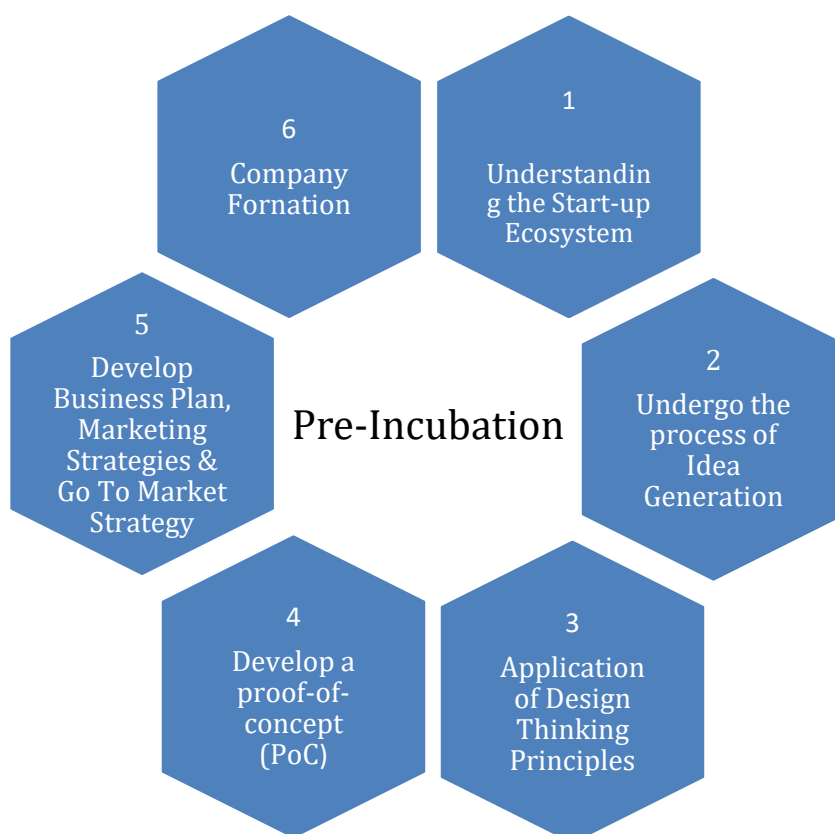 1
Understandin
g the Start-up
Ecosystem
2
Undergo the
process of
Idea
Generation
3
Application
of Design
Thinking
Principles
4
Develop a
proof-of-
concept
(PoC)
5
Develop
Business Plan,
Marketing
Strategies &
Go To Market
Strategy
6
Company
Fornation
Pre-Incubation